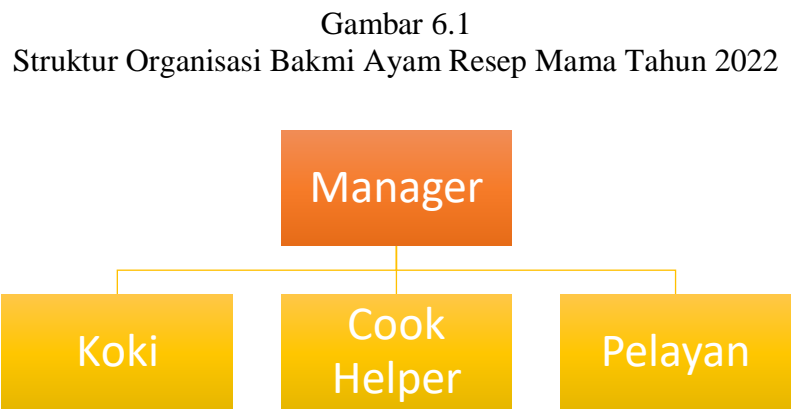 Gambar 6.1
Struktur Organisasi Bakmi Ayam Resep Mama Tahun 2022
Manager
Koki
Cook
Helper
Pelayan